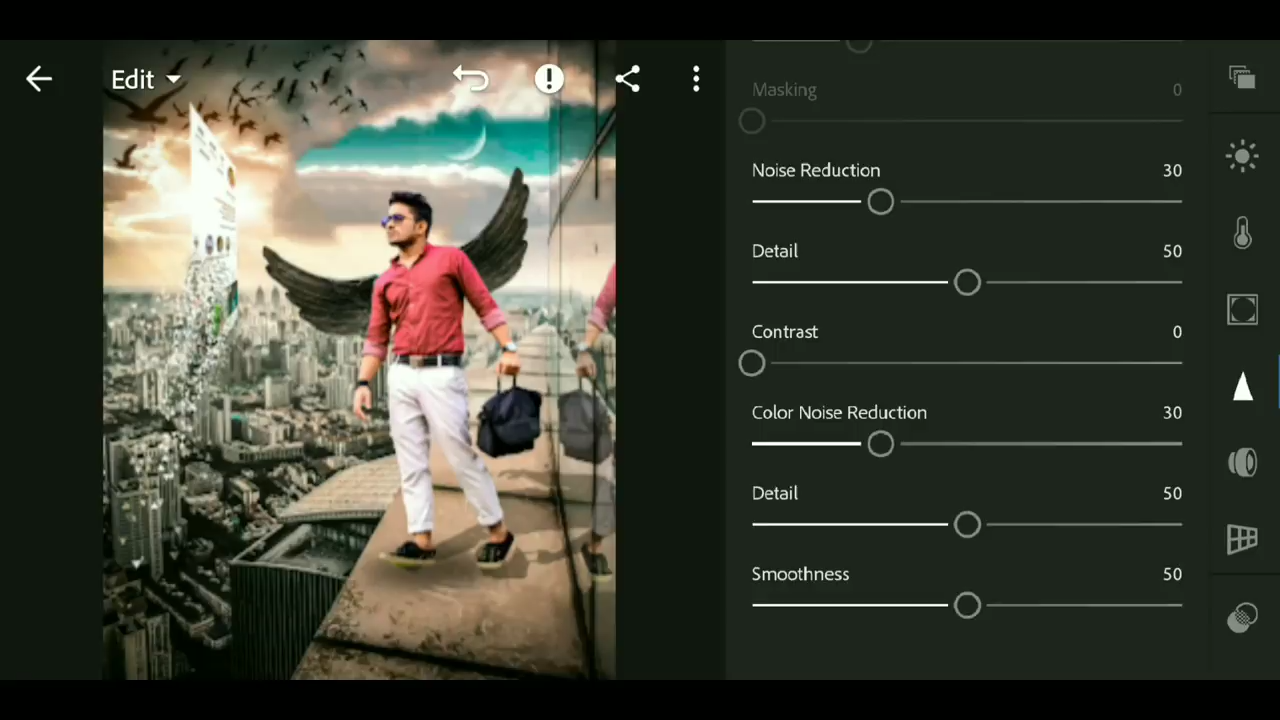 Edit
Masking 0
Noise Reduction 30
Detail 50
Contrast 0
Color Noise Reduction 30
Detail 50
Smoothness 50